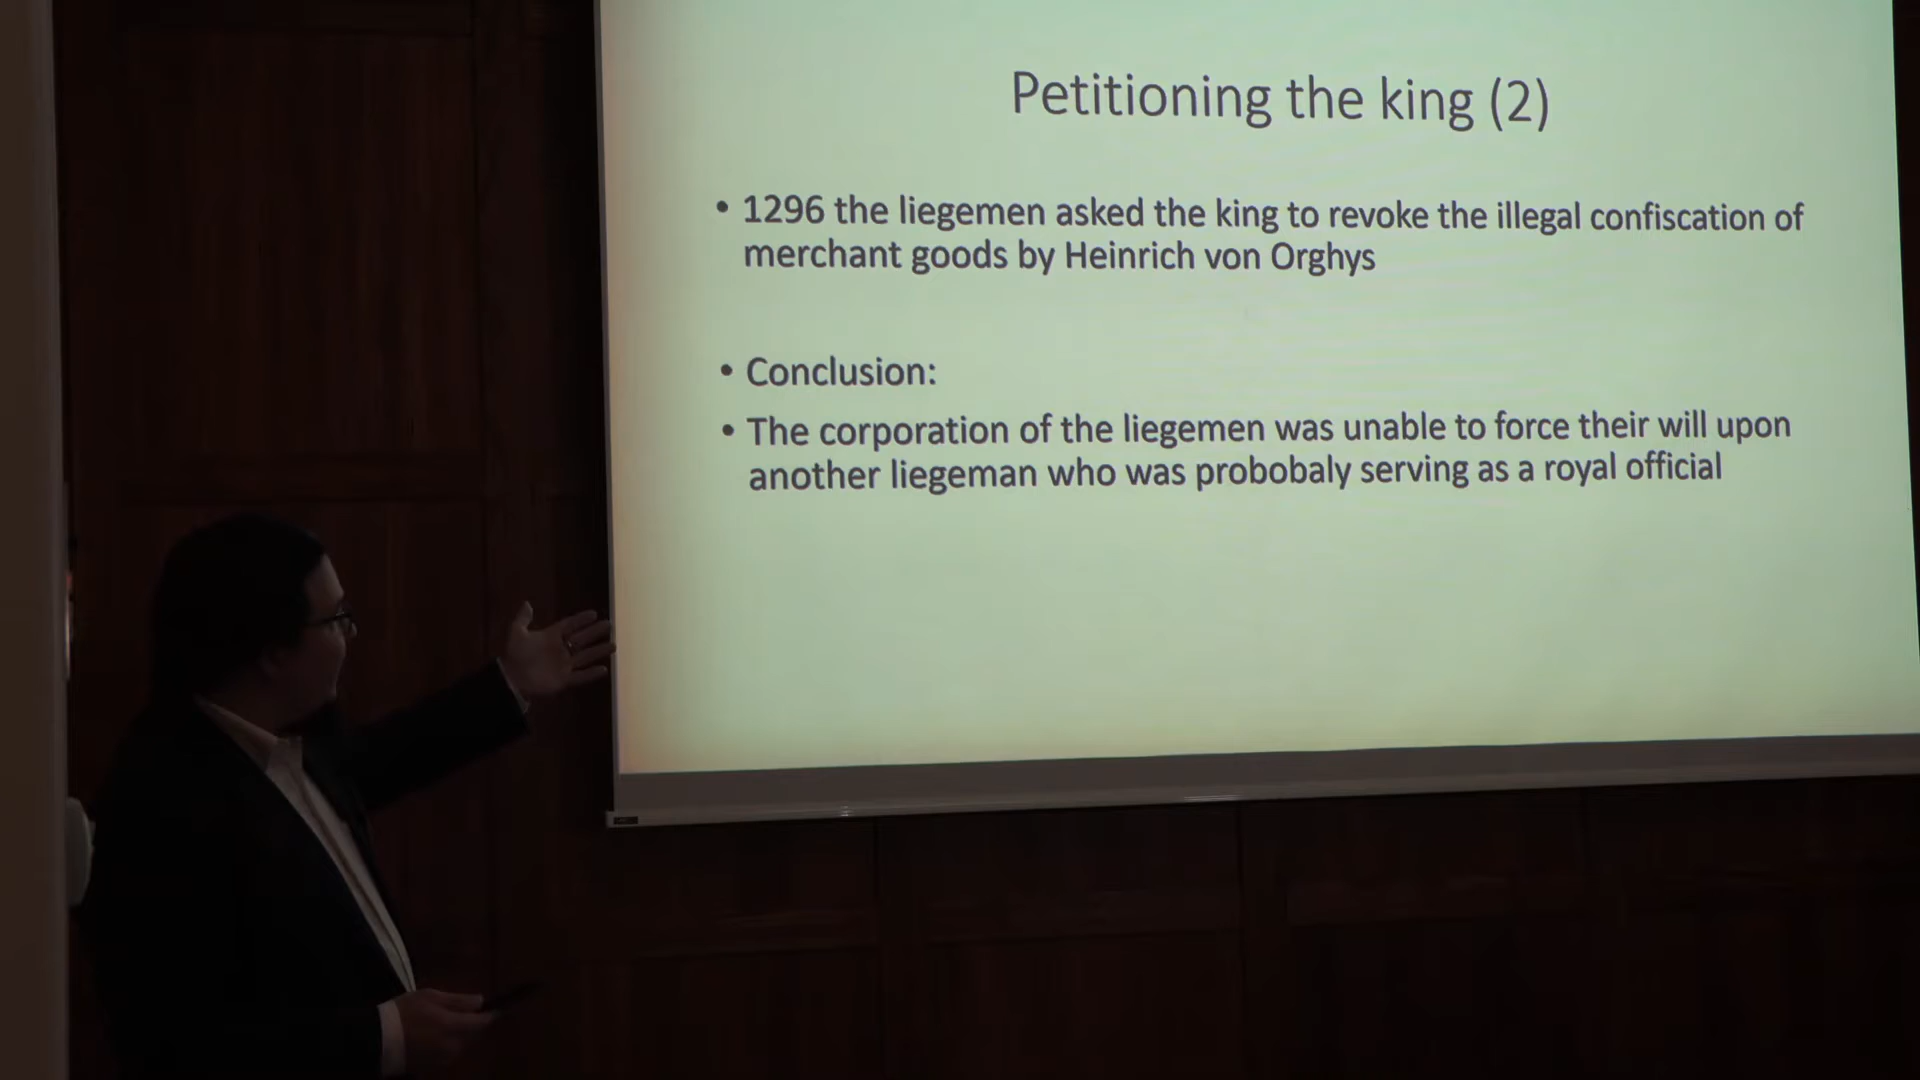 Petitioning the king (2)
• 1296 the liegemen asked the king to revoke the illegal confiscation of
merchant goods by Heinrich von Orghys
• Conclusion:
• The corporation of the liegemen was unable to force their will upon
another liegeman who was probobaly serving as a royal official